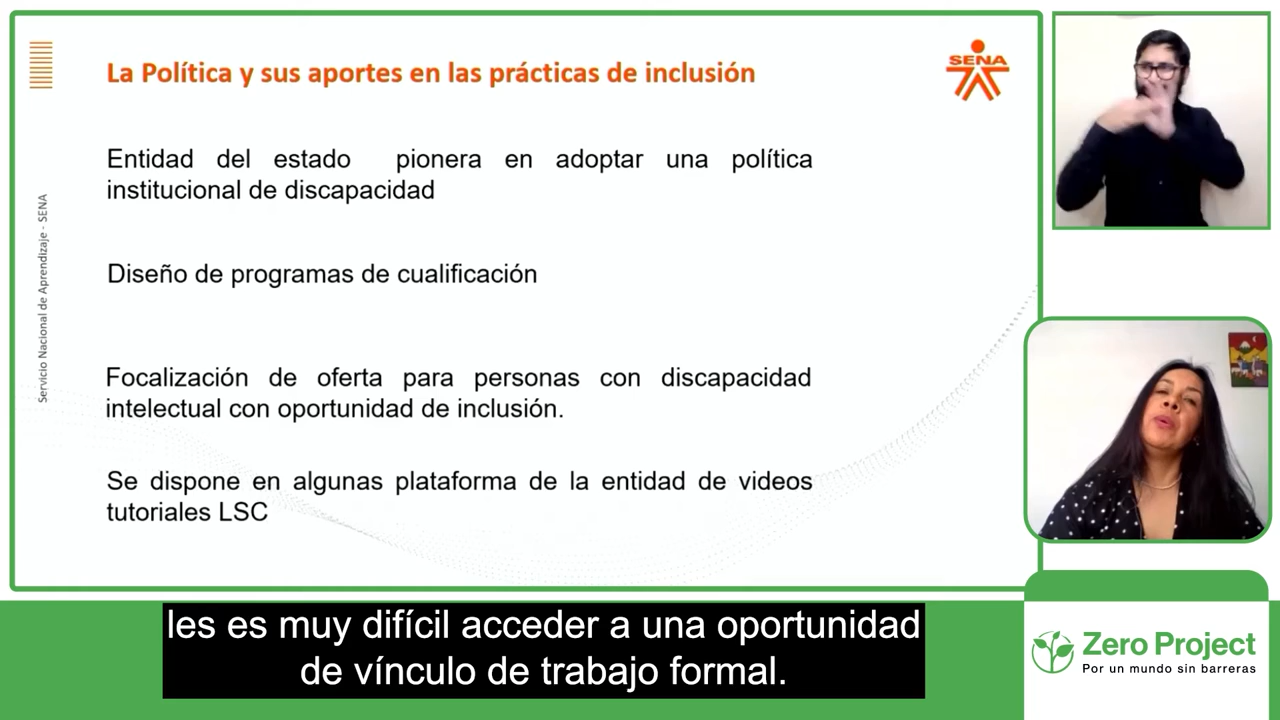 La Política y sus aportes en las prácticas de inclusión
SENA
Servicio Nacional de Aprendizaje - SENA
Entidad del estado pionera en adoptar una política
institucional de discapacidad
Diseño de programas de cualificación
Focalización de oferta para personas con discapacidad
intelectual con oportunidad de inclusión.
Se dispone en algunas plataforma de la entidad de videos
tutoriales LSC
les es muy difícil acceder a una oportunidad
de vínculo de trabajo formal.
Zero Project
Por un mundo sin barreras